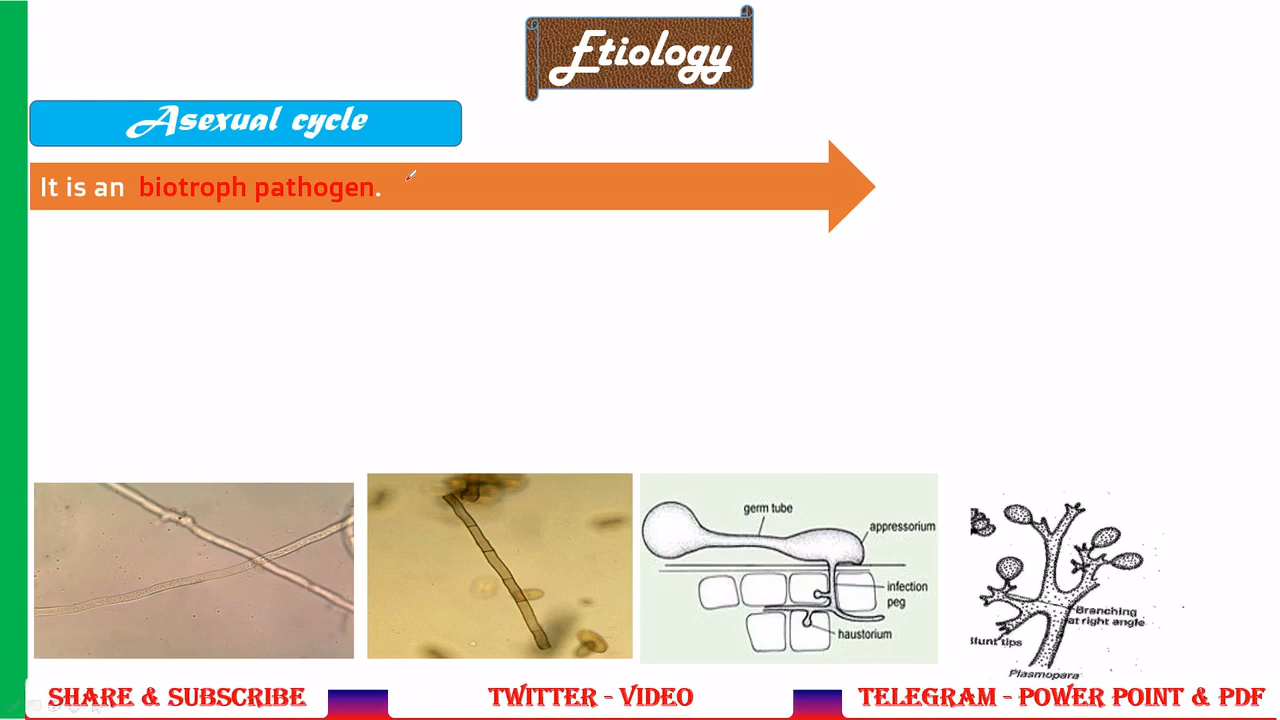 Etiology
Asexual cycle
It is an biotroph pathogen.
germ tube
appressorium
infection
peg
haustorium
Branching
at right angle
Blunt tips
Plasmopara
SHARE & SUBSCRIBE
TWITTER - VIDEO
TELEGRAM - POWER POINT & PDF